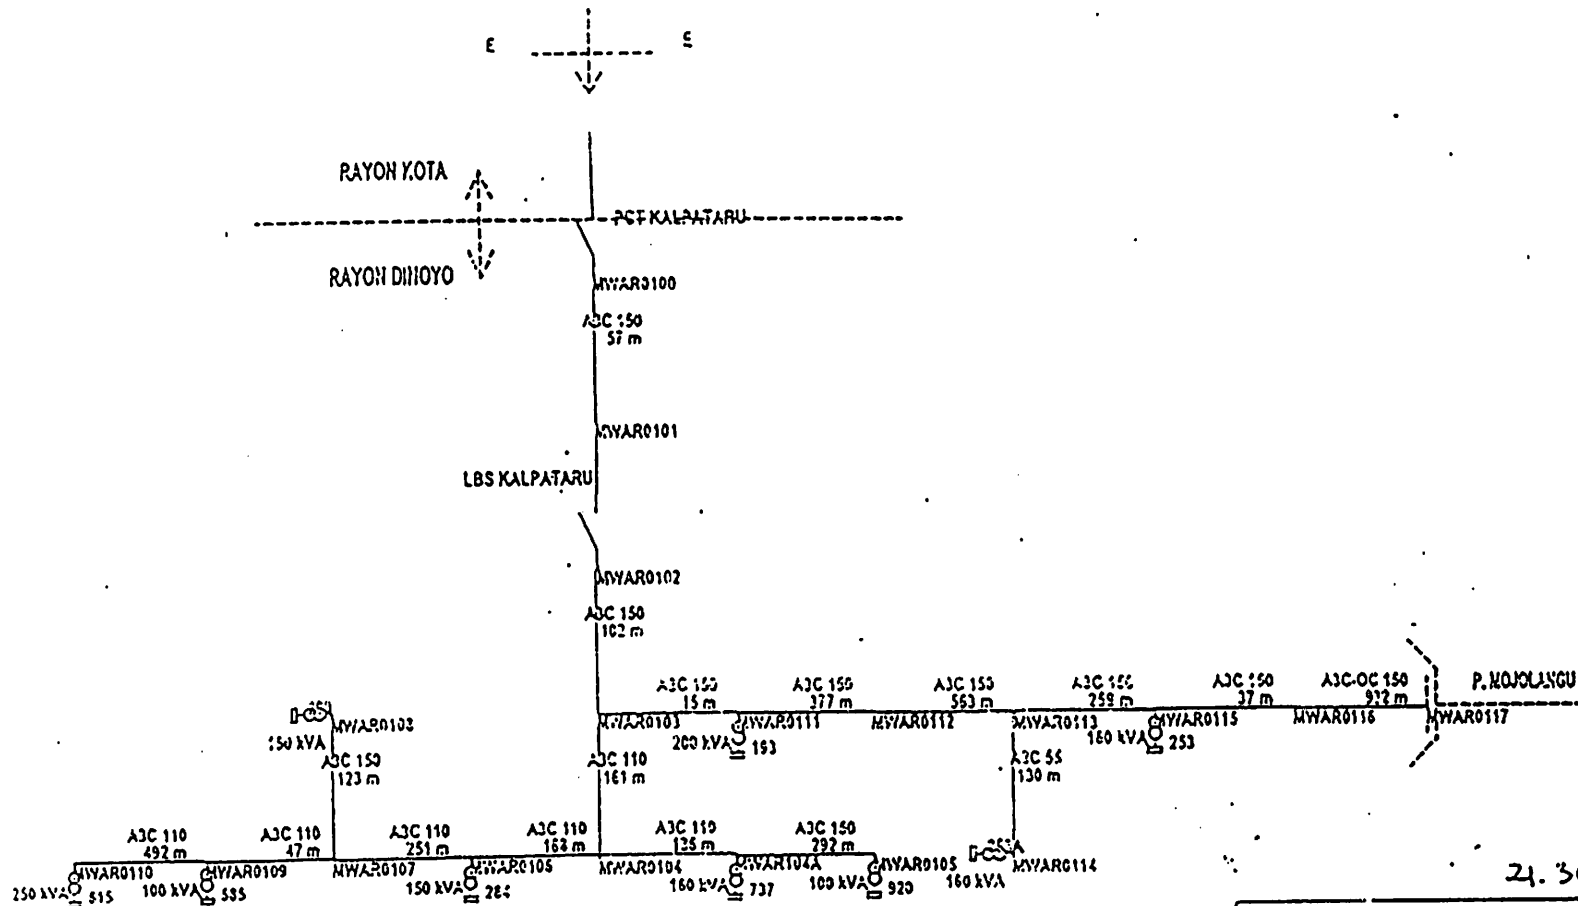 E
RAYON KOTA
PCT KALPATARU
RAYON DINOYO
MWAR0100
A3C 150
57 m
MWAR0101
LBS KALPATARU
MWAR0102
A3C 150
102 m
A3C 150
15 m
A3C 150
377 m
A3C 150
563 m
A3C 150
259 m
A3C 150
37 m
A3C-OC 150
922 m
P. MOJOLANGU
MWAR0103
MWAR0111
MWAR0112
MWAR0113
MWAR0115
MWAR0116
MWAR0117
MWAR0108
150 kVA
200 kVA
193
160 kVA
253
A3C 150
123 m
A3C 110
161 m
A3C 55
130 m
A3C 110
492 m
A3C 110
47 m
A3C 110
251 m
A3C 110
168 m
A3C 110
135 m
A3C 150
292 m
MWAR0110
MWAR0109
MWAR0107
MWAR0104
MWAR104A
MWAR0105
MWAR0114
250 kVA
515
100 kVA
535
150 kVA
160 kVA
737
100 kVA
920
160 kVA